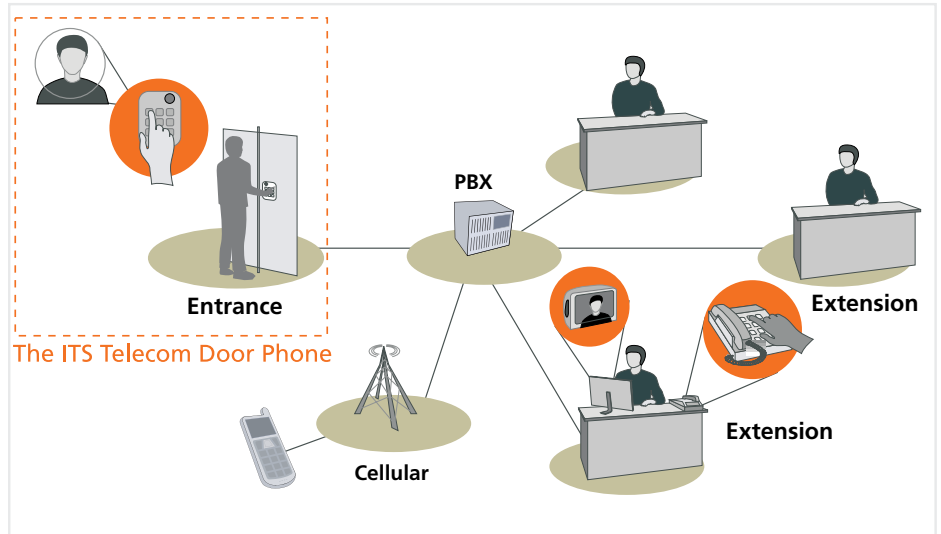 PBX
Entrance
Extension
The ITS Telecom Door Phone
Extension
Cellular